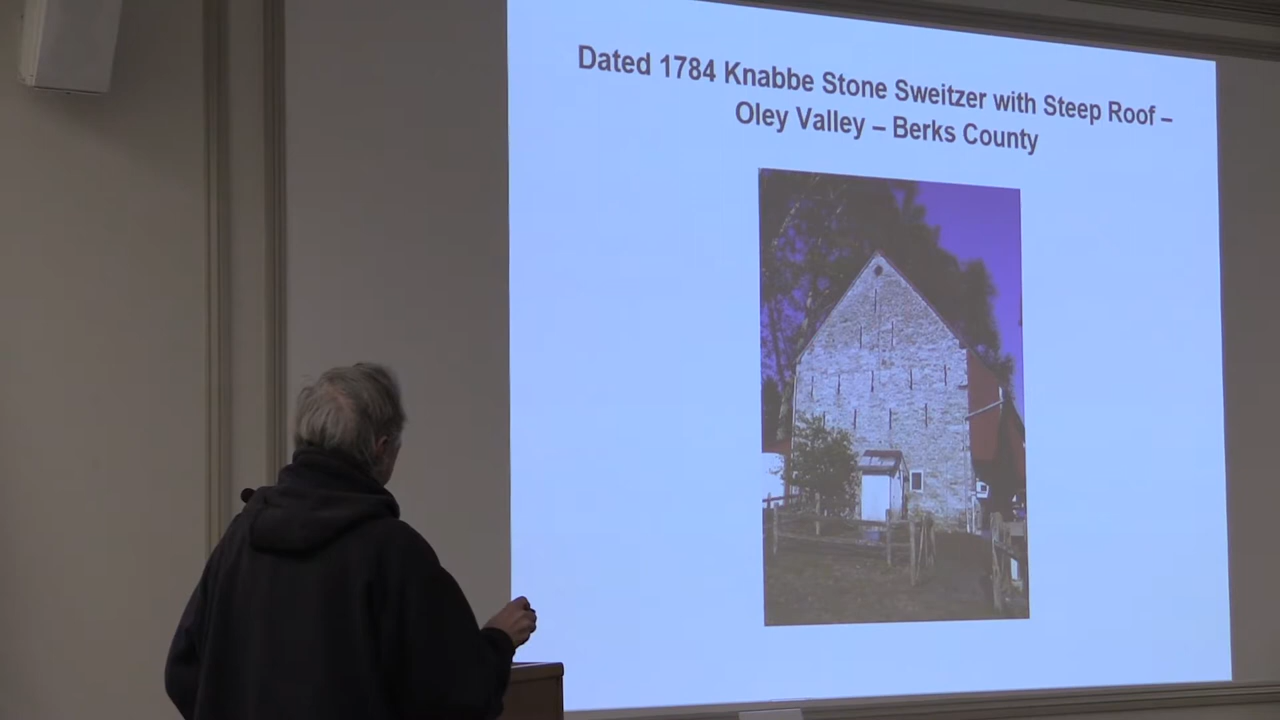 Dated 1784 Knabbe Stone Sweitzer with Steep Roof –
Oley Valley – Berks County